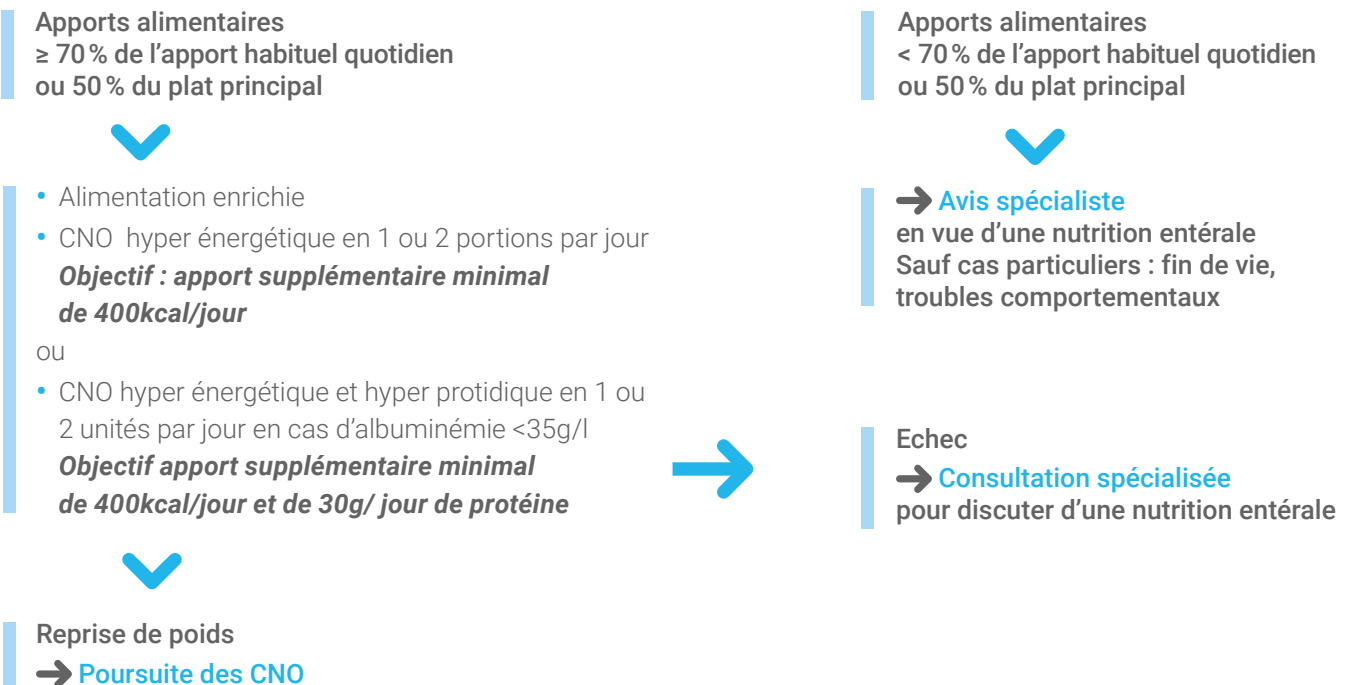 Apports alimentaires
≥ 70 % de l’apport habituel quotidien
ou 50 % du plat principal
• Alimentation enrichie
• CNO hyper énergétique en 1 ou 2 portions par jour
Objectif : apport supplémentaire minimal
de 400kcal/jour
ou
• CNO hyper énergétique et hyper protidique en 1 ou
2 unités par jour en cas d’albuminémie <35g/l
Objectif apport supplémentaire minimal
de 400kcal/jour et de 30g/ jour de protéine
Reprise de poids
Poursuite des CNO
Apports alimentaires
< 70 % de l’apport habituel quotidien
ou 50 % du plat principal
Avis spécialiste
en vue d’une nutrition entérale
Sauf cas particuliers : fin de vie,
troubles comportementaux
Echec
Consultation spécialisée
pour discuter d’une nutrition entérale